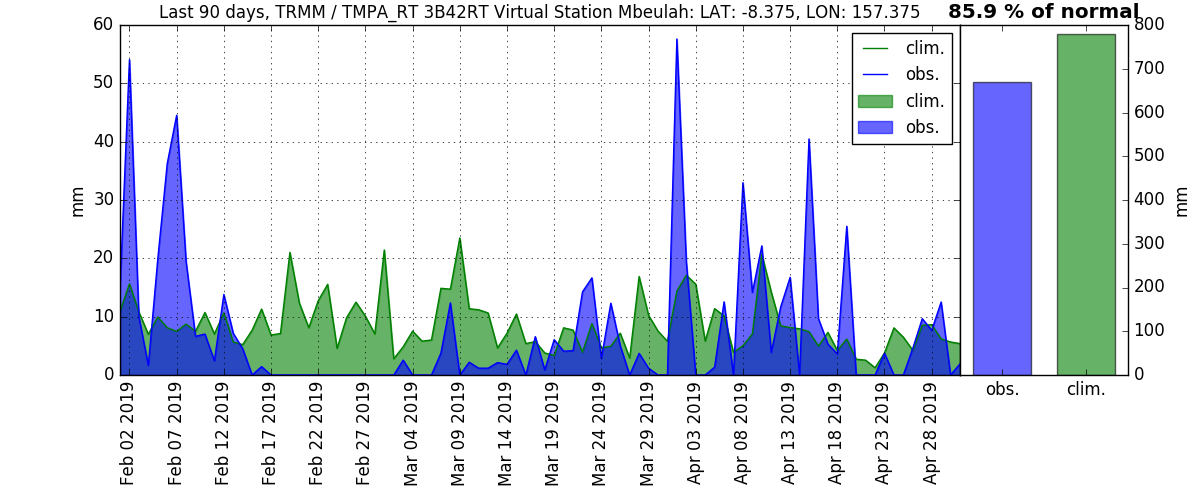 Last 90 days, TRMM / TMPA_RT 3B42RT Virtual Station Mbeulah: LAT: -8.375, LON: 157.375
85.9 % of normal
60
50
40
30
20
10
0
mm
clim.
obs.
clim.
obs.
800
700
600
500
400
300
200
100
0
mm
Feb 02 2019
Feb 07 2019
Feb 12 2019
Feb 17 2019
Feb 22 2019
Feb 27 2019
Mar 04 2019
Mar 09 2019
Mar 14 2019
Mar 19 2019
Mar 24 2019
Mar 29 2019
Apr 03 2019
Apr 08 2019
Apr 13 2019
Apr 18 2019
Apr 23 2019
Apr 28 2019
obs.
clim.